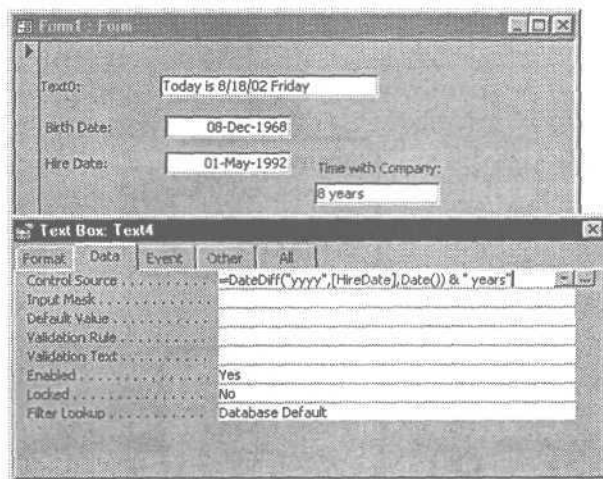 Form1 : Form
Text0: Today is 8/18/02 Friday
Birth Date: 08-Dec-1968
Hire Date: 01-May-1992
Time with Company:
8 years
Text Box: Text4
Format Data Event Other All
Control Source . . . . . . . . . . =DateDiff("yyyy",[HireDate],Date()) & " years"
Input Mask . . . . . . . . . . . . .
Default Value . . . . . . . . . . .
Validation Rule . . . . . . . . . .
Validation Text . . . . . . . . . .
Enabled . . . . . . . . . . . . . . . Yes
Locked . . . . . . . . . . . . . . . . No
Filter Lookup . . . . . . . . . . . Database Default